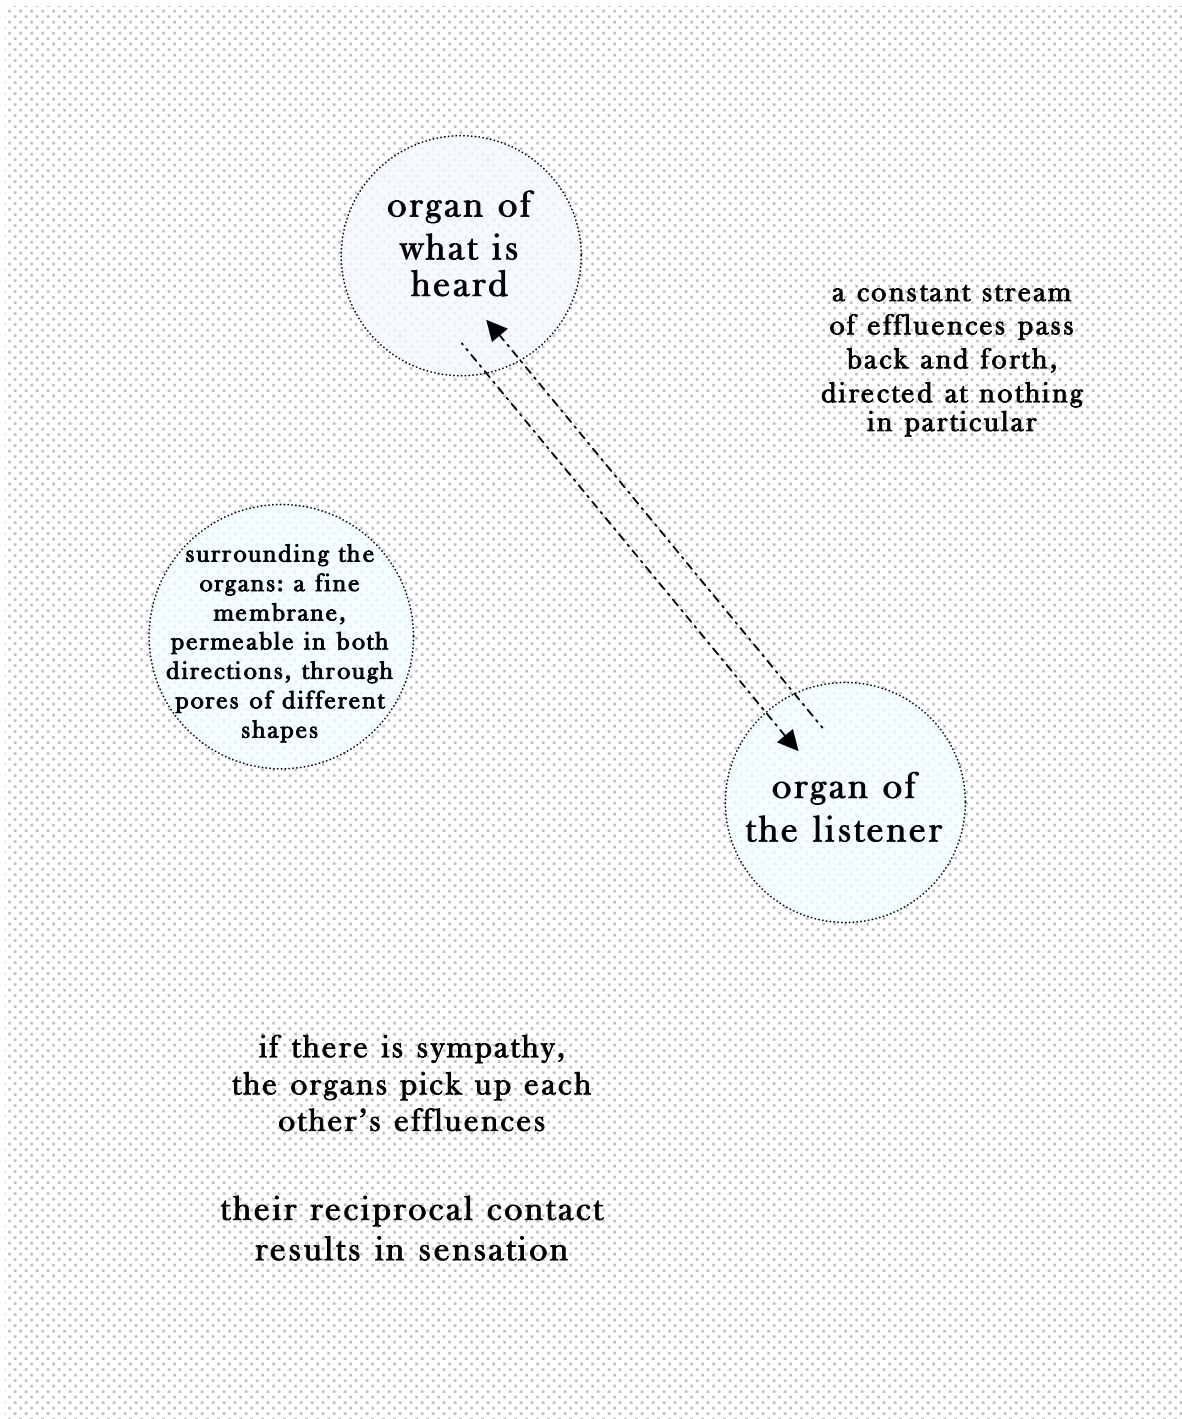 organ of
what is
heard
a constant stream
of effluences pass
back and forth,
directed at nothing
in particular
surrounding the
organs: a fine
membrane,
permeable in both
directions, through
pores of different
shapes
organ of
the listener
if there is sympathy,
the organs pick up each
other’s effluences
their reciprocal contact
results in sensation